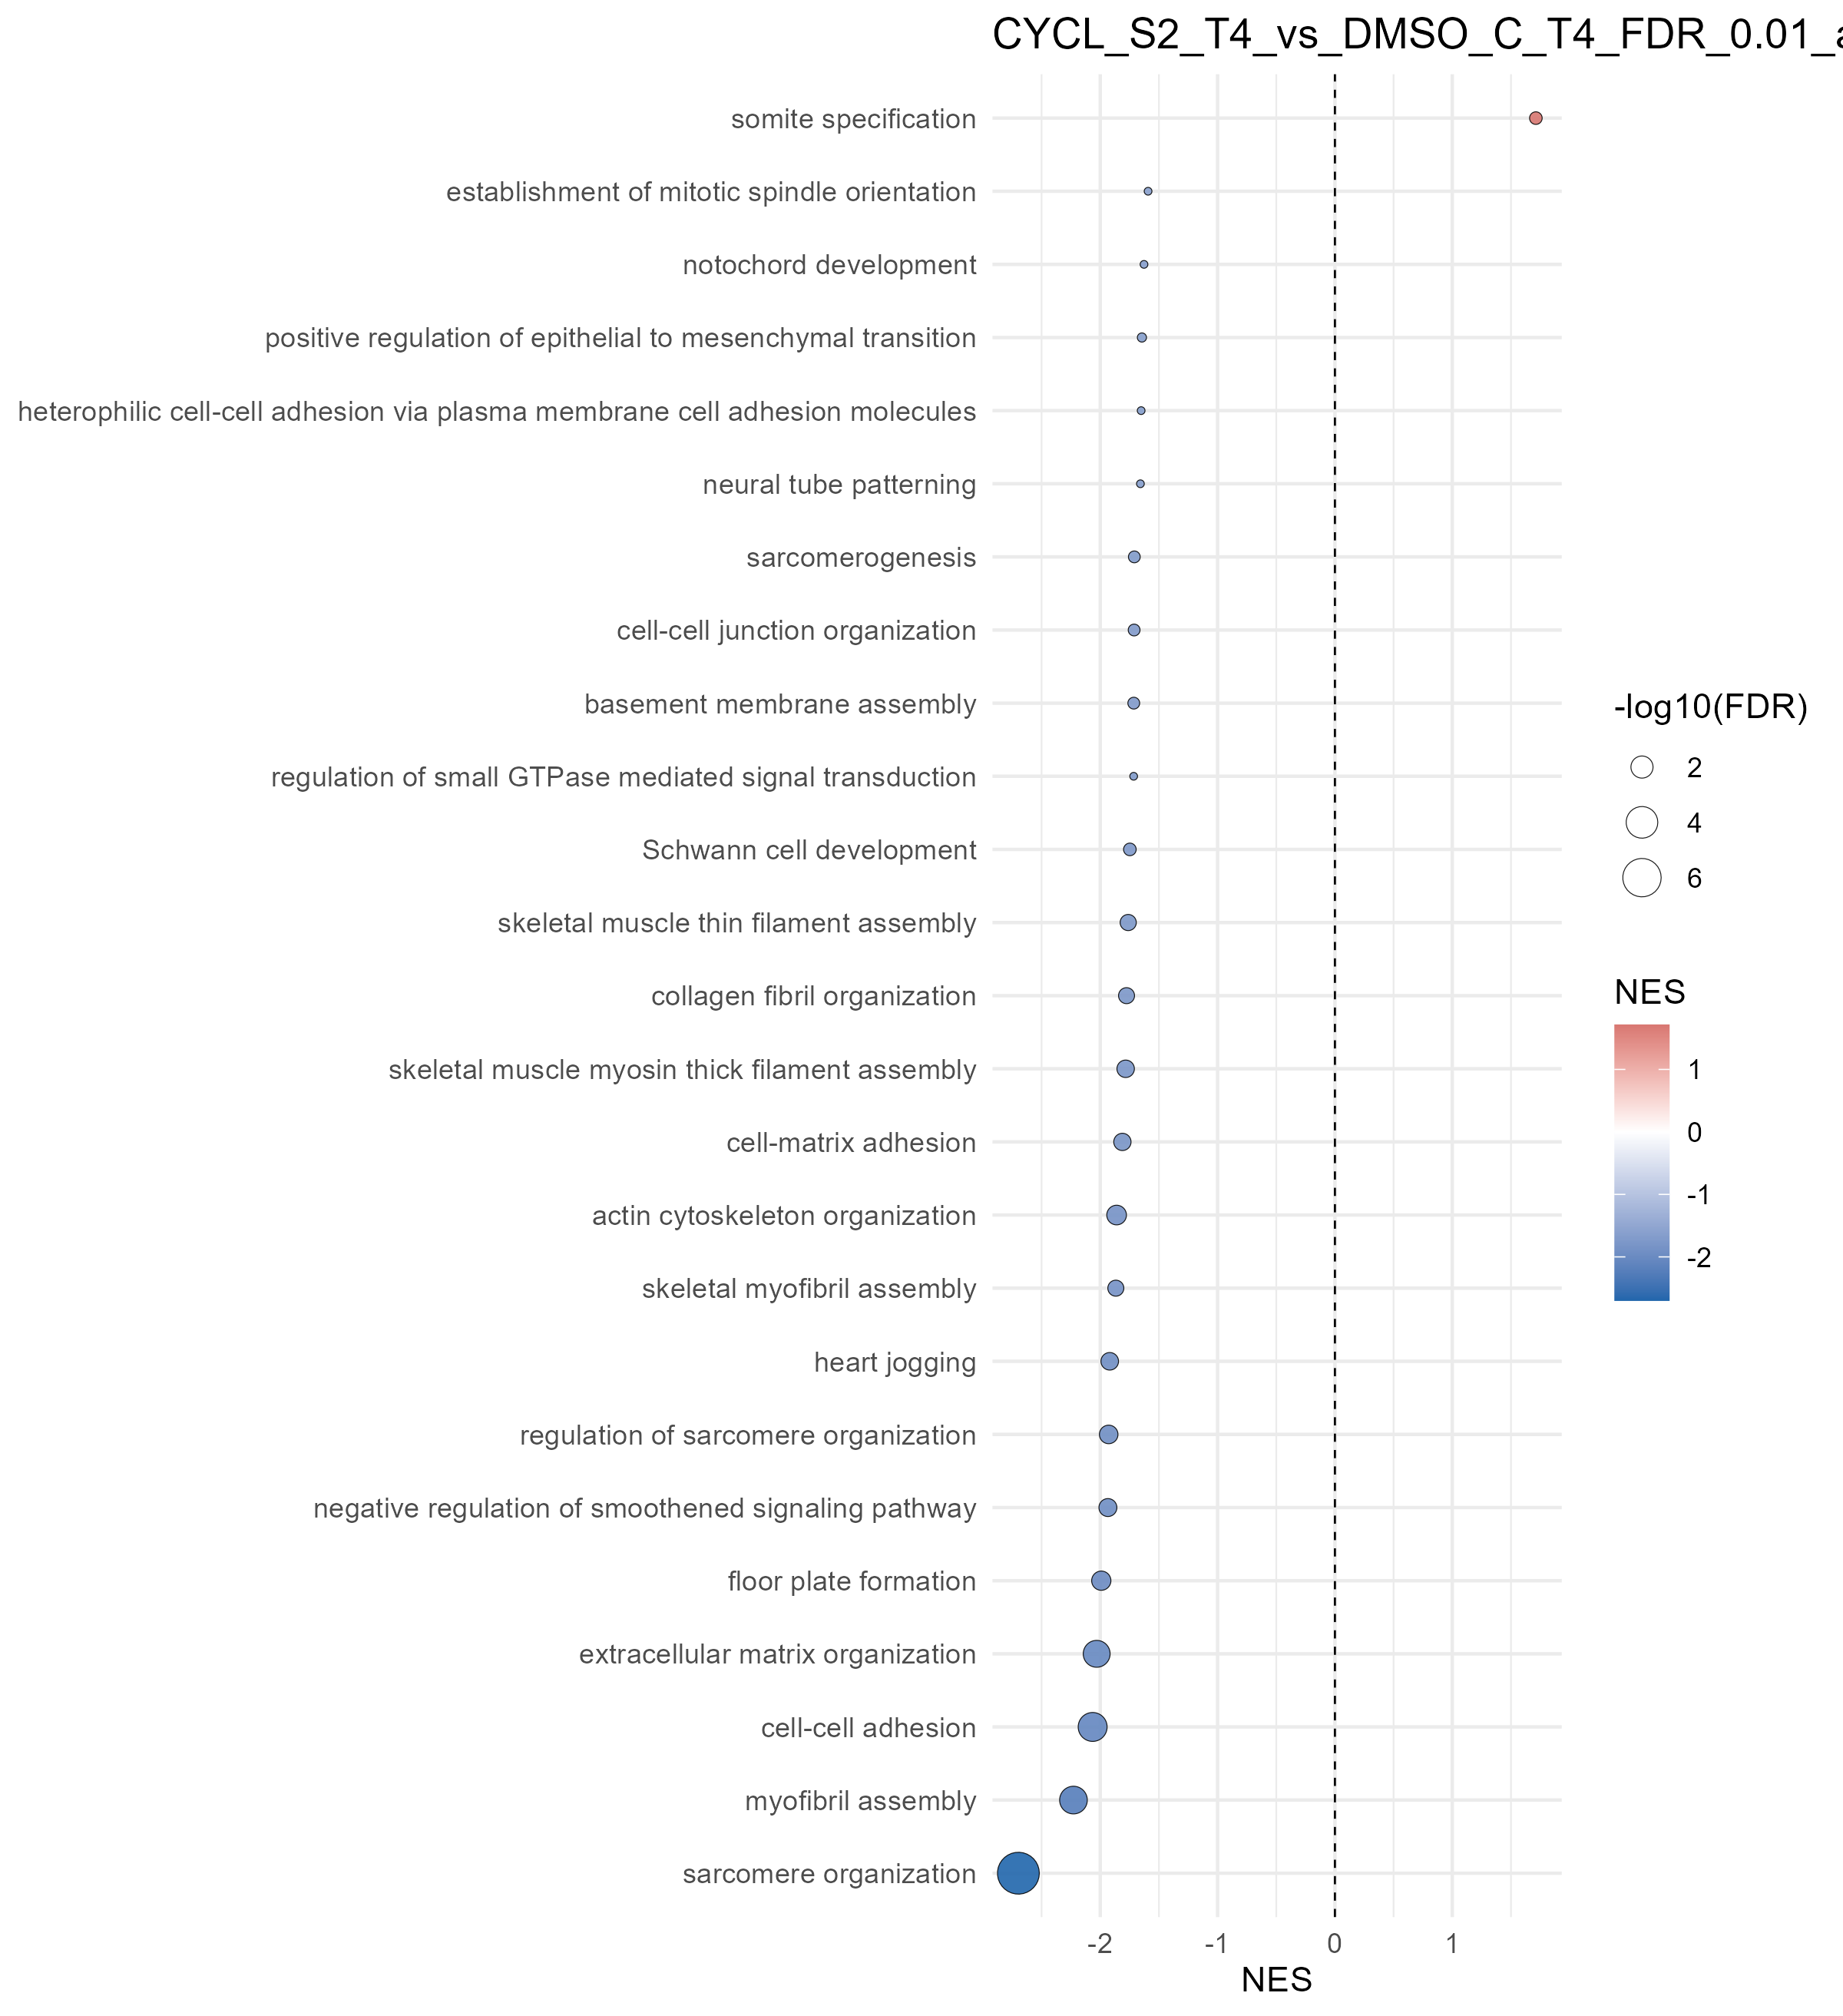 CYCL_S2_T4_vs_DMSO_C_T4_FDR_0.01_a
somite specification
establishment of mitotic spindle orientation
notochord development
positive regulation of epithelial to mesenchymal transition
heterophilic cell-cell adhesion via plasma membrane cell adhesion molecules
neural tube patterning
sarcomerogenesis
cell-cell junction organization
basement membrane assembly
regulation of small GTPase mediated signal transduction
Schwann cell development
skeletal muscle thin filament assembly
collagen fibril organization
skeletal muscle myosin thick filament assembly
cell-matrix adhesion
actin cytoskeleton organization
skeletal myofibril assembly
heart jogging
regulation of sarcomere organization
negative regulation of smoothened signaling pathway
floor plate formation
extracellular matrix organization
cell-cell adhesion
myofibril assembly
sarcomere organization
-2 -1 0 1
NES
-log10(FDR)
2
4
6
NES
1
0
-1
-2